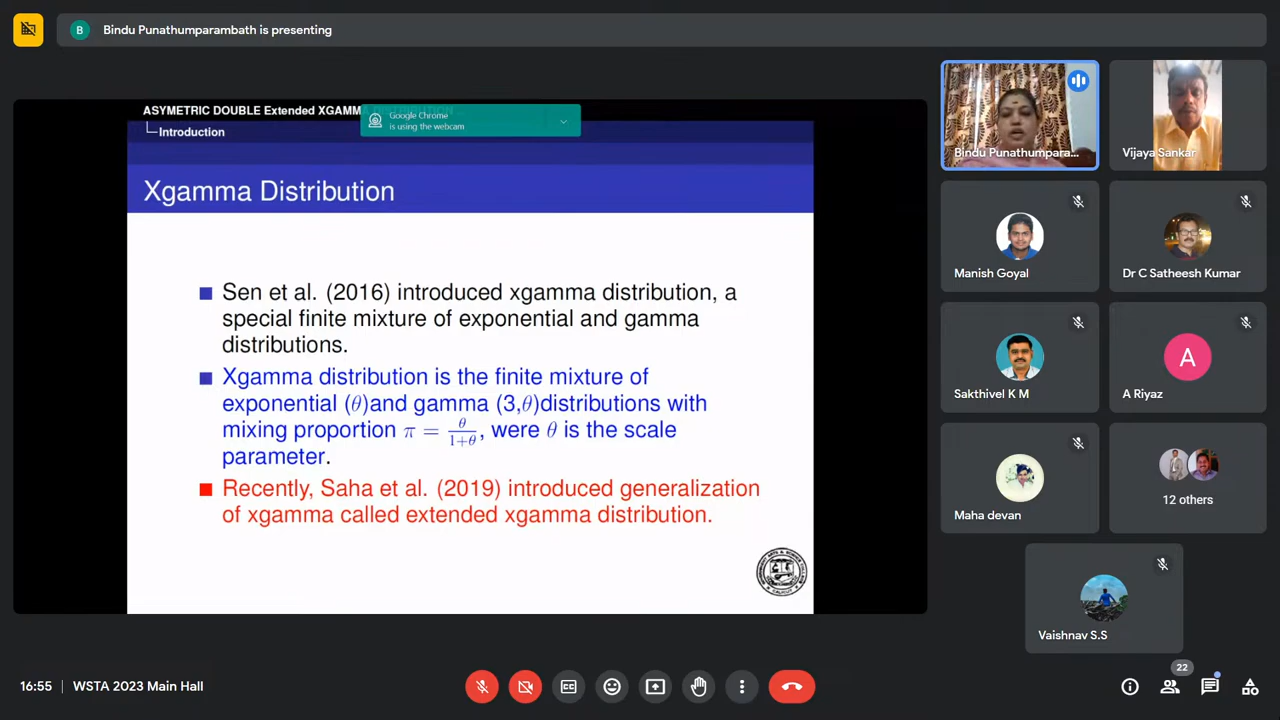 B Bindu Punathumparambath is presenting
ASYMETRIC DOUBLE Extended XGAMM
Introduction
Google Chrome
is using the webcam
Xgamma Distribution
Sen et al. (2016) introduced xgamma distribution, a
special finite mixture of exponential and gamma
distributions.
Xgamma distribution is the finite mixture of
exponential (θ)and gamma (3,θ)distributions with
mixing proportion π = θ/1+θ, were θ is the scale
parameter.
Recently, Saha et al. (2019) introduced generalization
of xgamma called extended xgamma distribution.
CALICUT
Bindu Punathumpara...
Vijaya Sankar
Manish Goyal
Dr C Satheesh Kumar
Sakthivel K M
A
A Riyaz
Maha devan
12 others
Vaishnav S.S
16:55 | WSTA 2023 Main Hall
CC
22